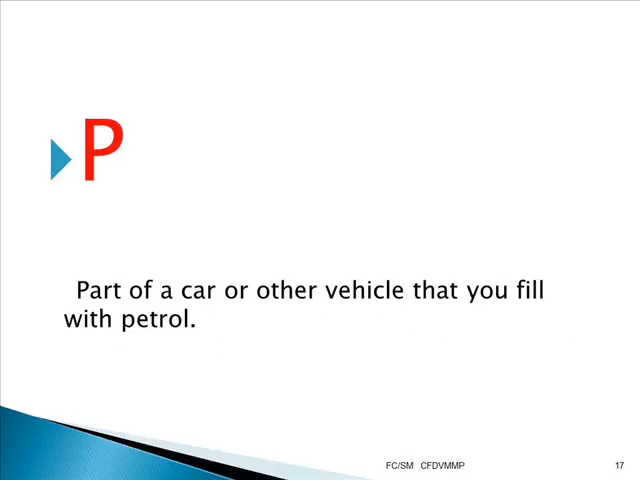 P
Part of a car or other vehicle that you fill
with petrol.
FC/SM CFDVMMP
17